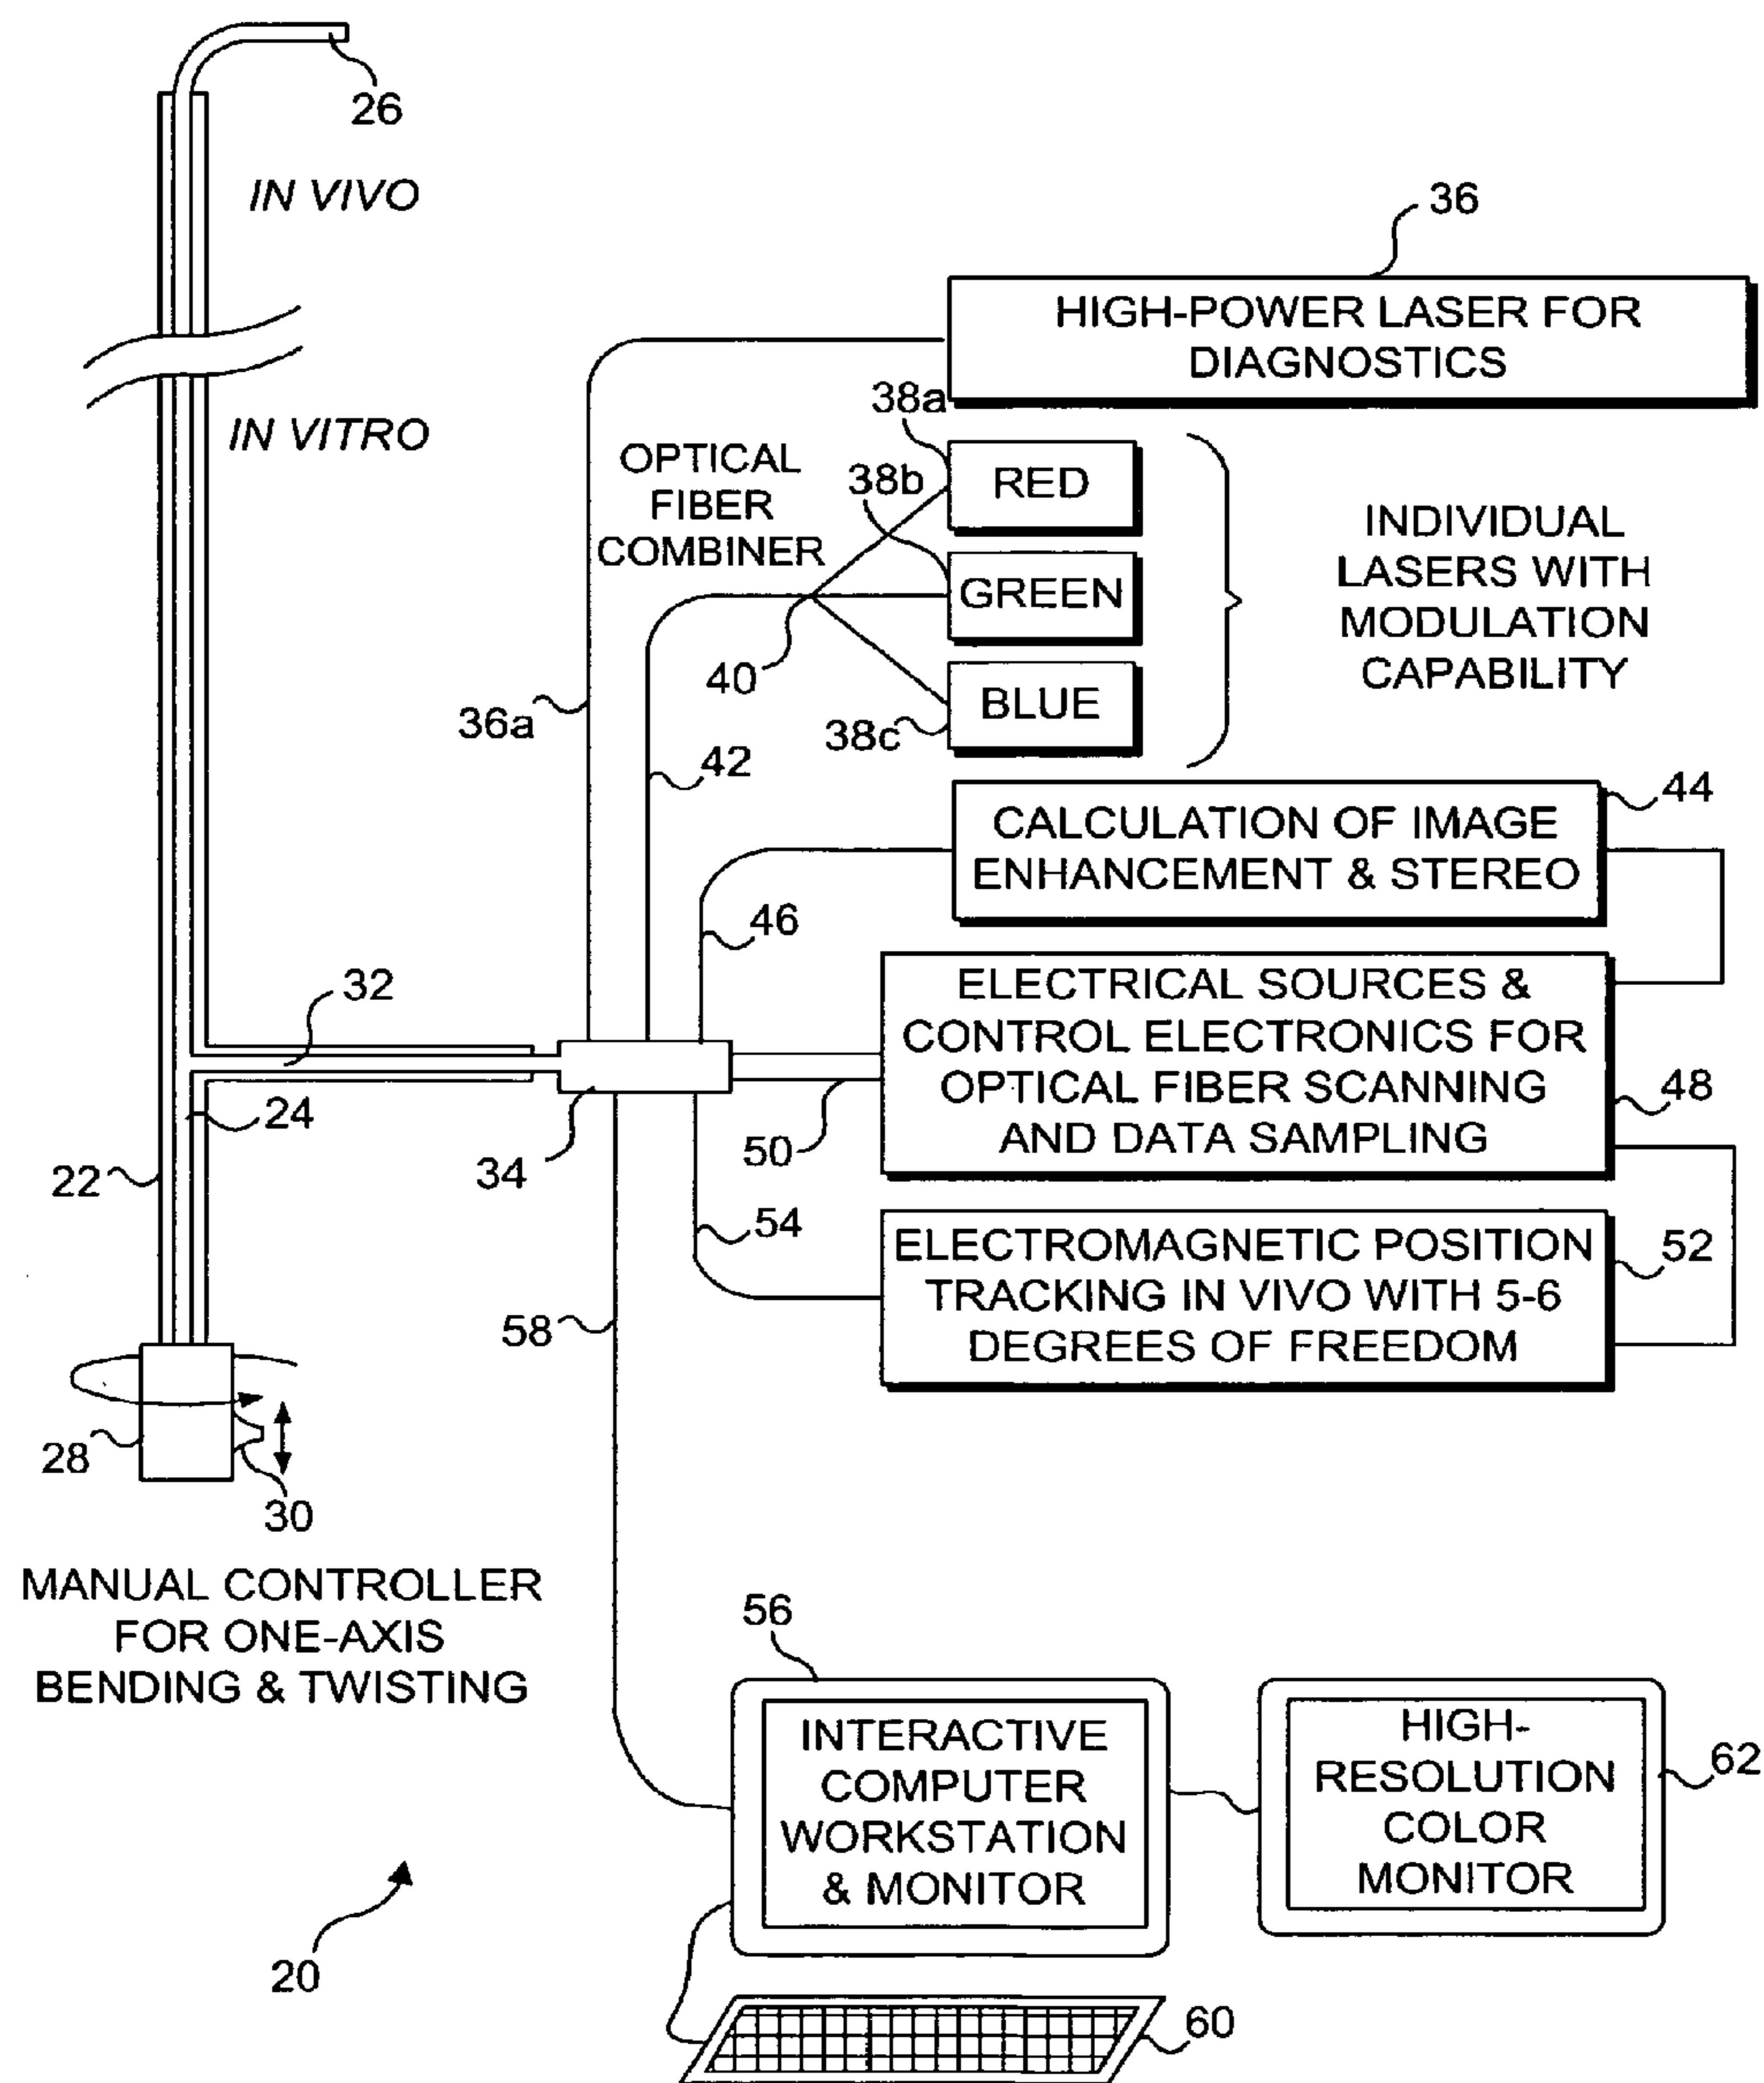 26
IN VIVO
36
HIGH-POWER LASER FOR
DIAGNOSTICS
IN VITRO
38a
OPTICAL
FIBER
COMBINER
38b
RED
GREEN
BLUE
INDIVIDUAL
LASERS WITH
MODULATION
CAPABILITY
40
36a
38c
42
44
CALCULATION OF IMAGE
ENHANCEMENT & STEREO
46
32
ELECTRICAL SOURCES &
CONTROL ELECTRONICS FOR
OPTICAL FIBER SCANNING
AND DATA SAMPLING
48
24
22
34
50
54
ELECTROMAGNETIC POSITION
TRACKING IN VIVO WITH 5-6
DEGREES OF FREEDOM
52
58
28
30
MANUAL CONTROLLER
FOR ONE-AXIS
BENDING & TWISTING
56
INTERACTIVE
COMPUTER
WORKSTATION
& MONITOR
HIGH-
RESOLUTION
COLOR
MONITOR
62
20
60